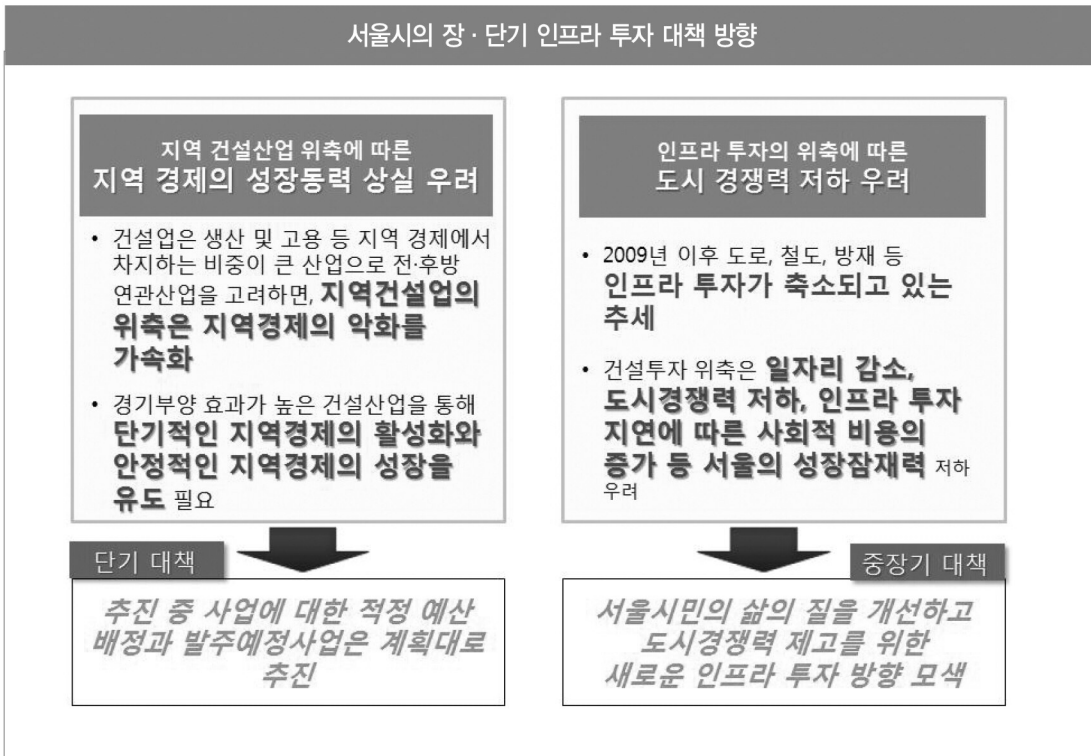 서울시의 장 · 단기 인프라 투자 대책 방향
지역 건설산업 위축에 따른
지역 경제의 성장동력 상실 우려
• 건설업은 생산 및 고용 등 지역 경제에서
차지하는 비중이 큰 산업으로 전·후방
연관산업을 고려하면, 지역건설업의
위축은 지역경제의 악화를
가속화
• 경기부양 효과가 높은 건설산업을 통해
단기적인 지역경제의 활성화와
안정적인 지역경제의 성장을
유도 필요
단기 대책
추진 중 사업에 대한 적정 예산
배정과 발주예정사업은 계획대로
추진
인프라 투자의 위축에 따른
도시 경쟁력 저하 우려
• 2009년 이후 도로, 철도, 방재 등
인프라 투자가 축소되고 있는
추세
• 건설투자 위축은 일자리 감소,
도시경쟁력 저하, 인프라 투자
지연에 따른 사회적 비용의
증가 등 서울의 성장잠재력 저하
우려
중장기 대책
서울시민의 삶의 질을 개선하고
도시경쟁력 제고를 위한
새로운 인프라 투자 방향 모색